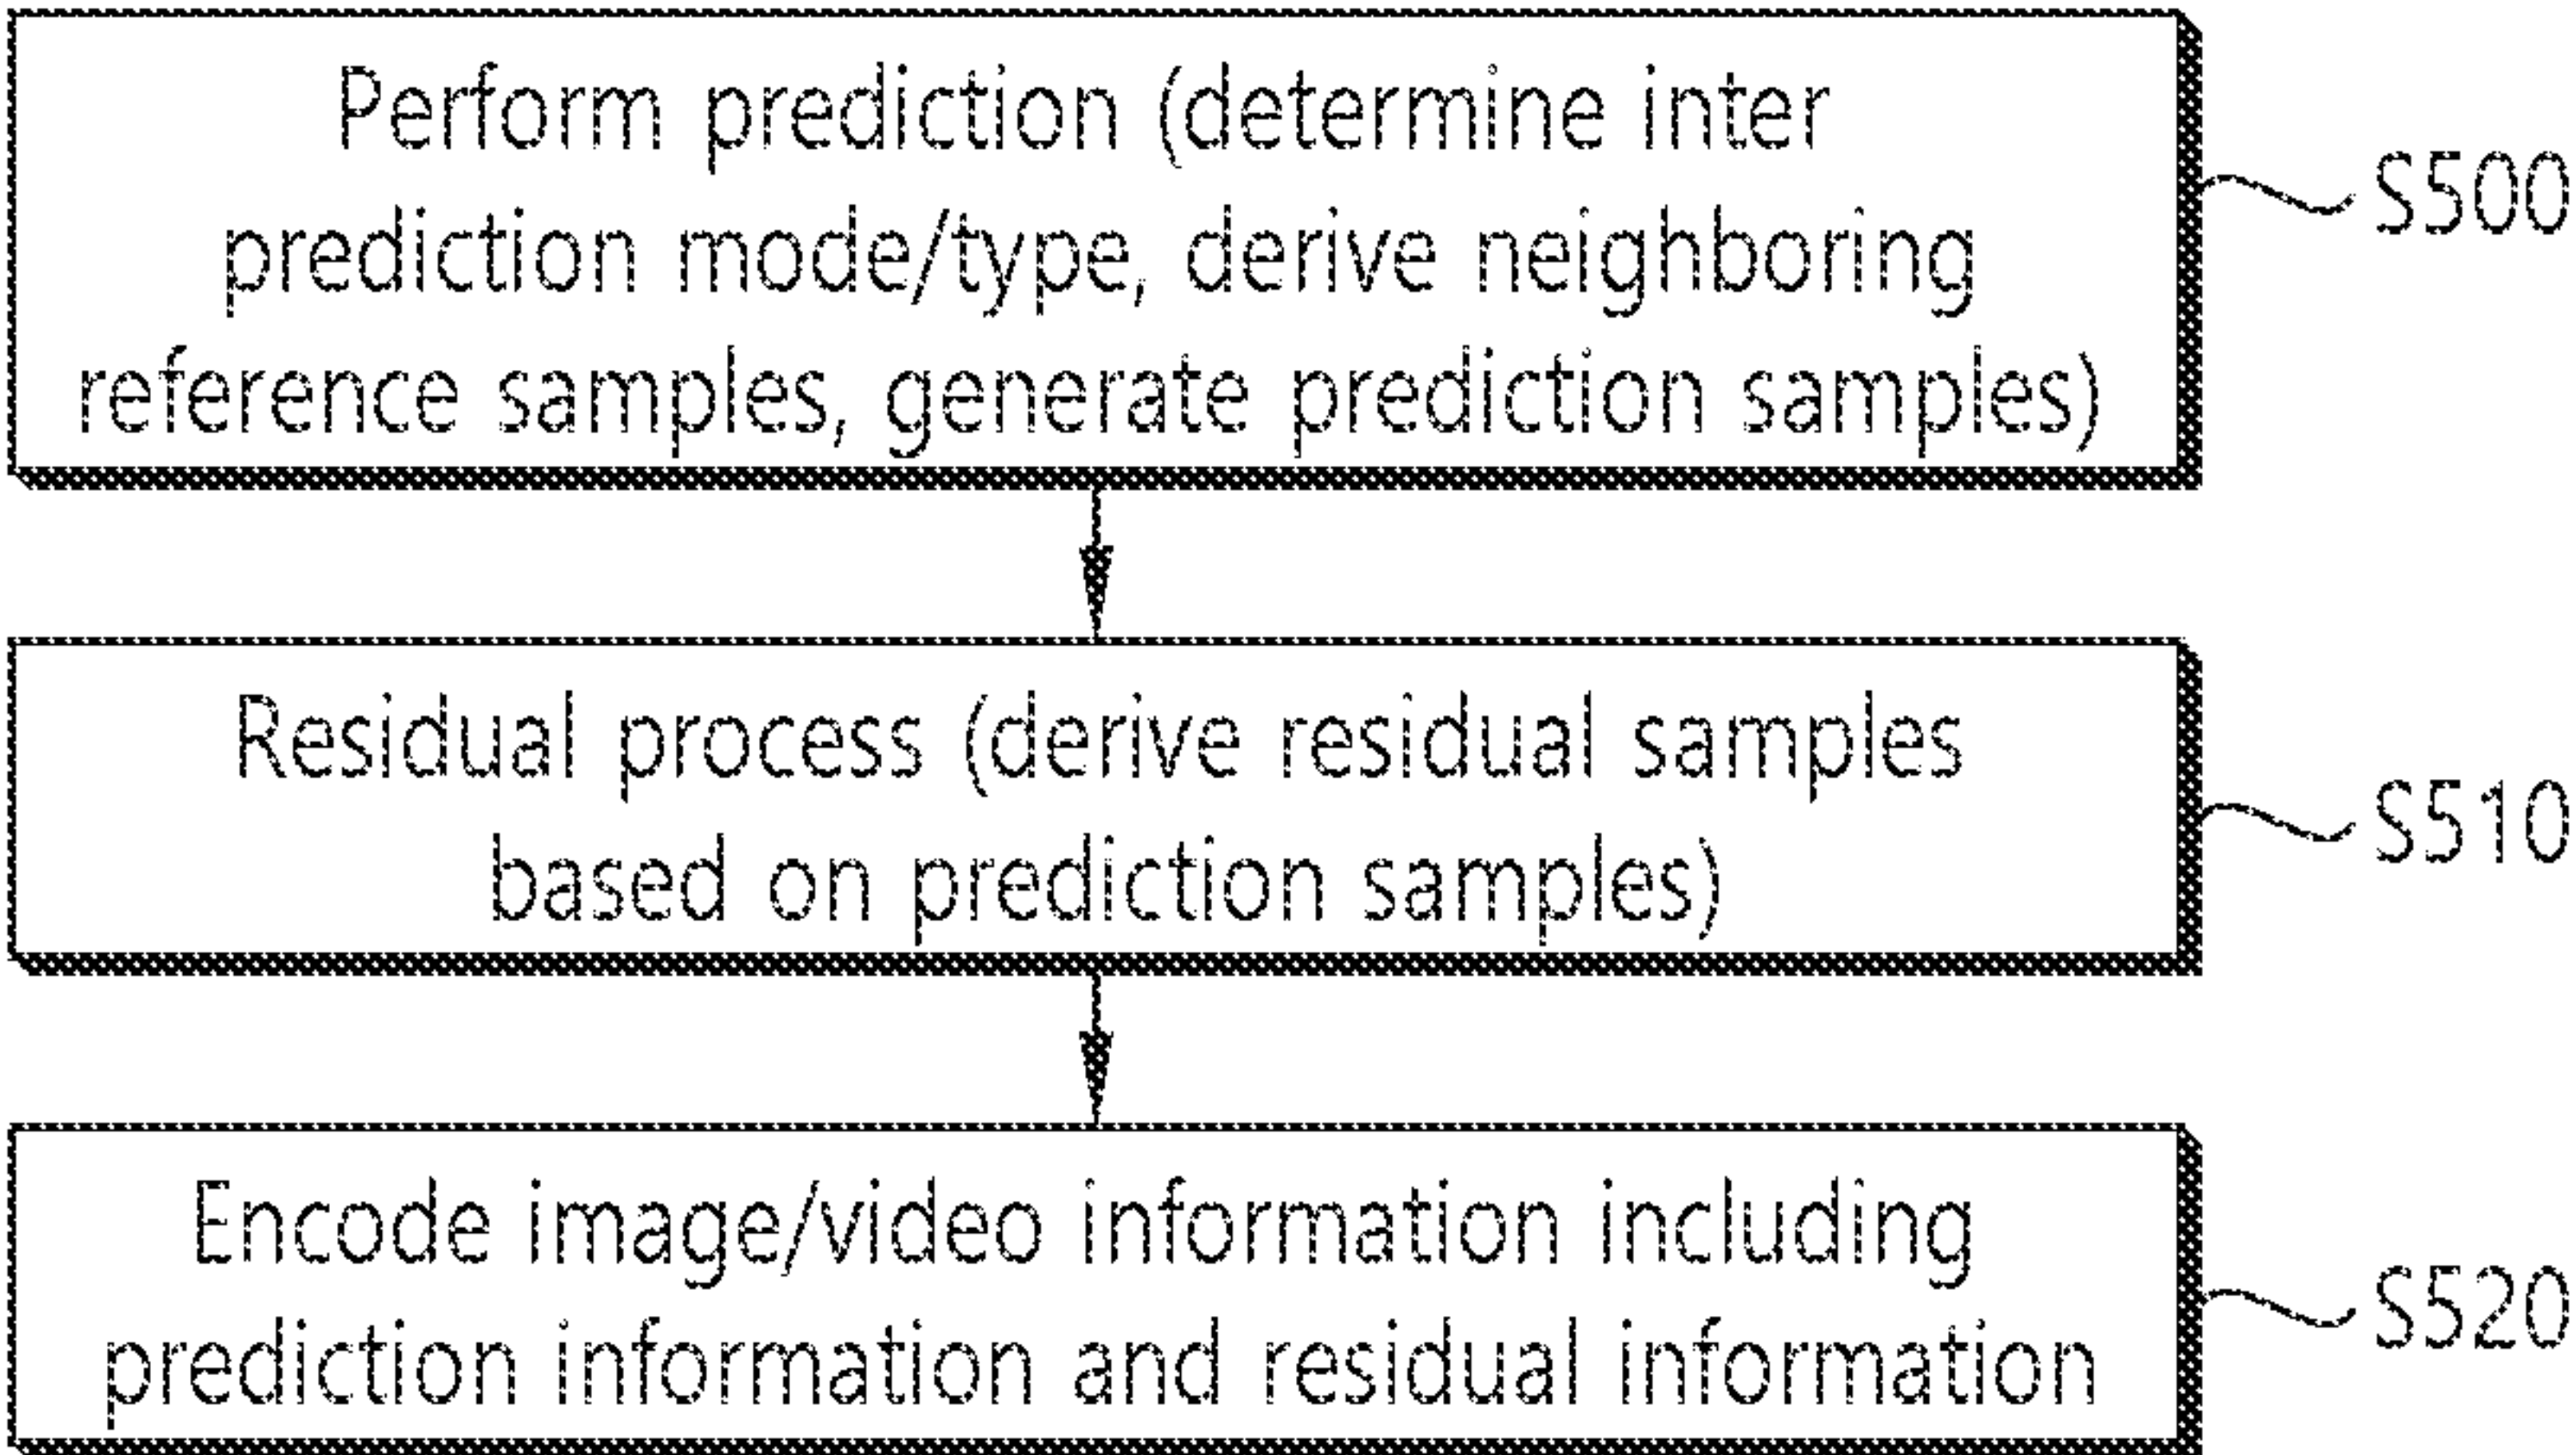 Perform prediction (determine inter
prediction mode/type, derive neighboring
reference samples, generate prediction samples)
S500
Residual process (derive residual samples
based on prediction samples)
S510
Encode image/video information including
prediction information and residual information
S520